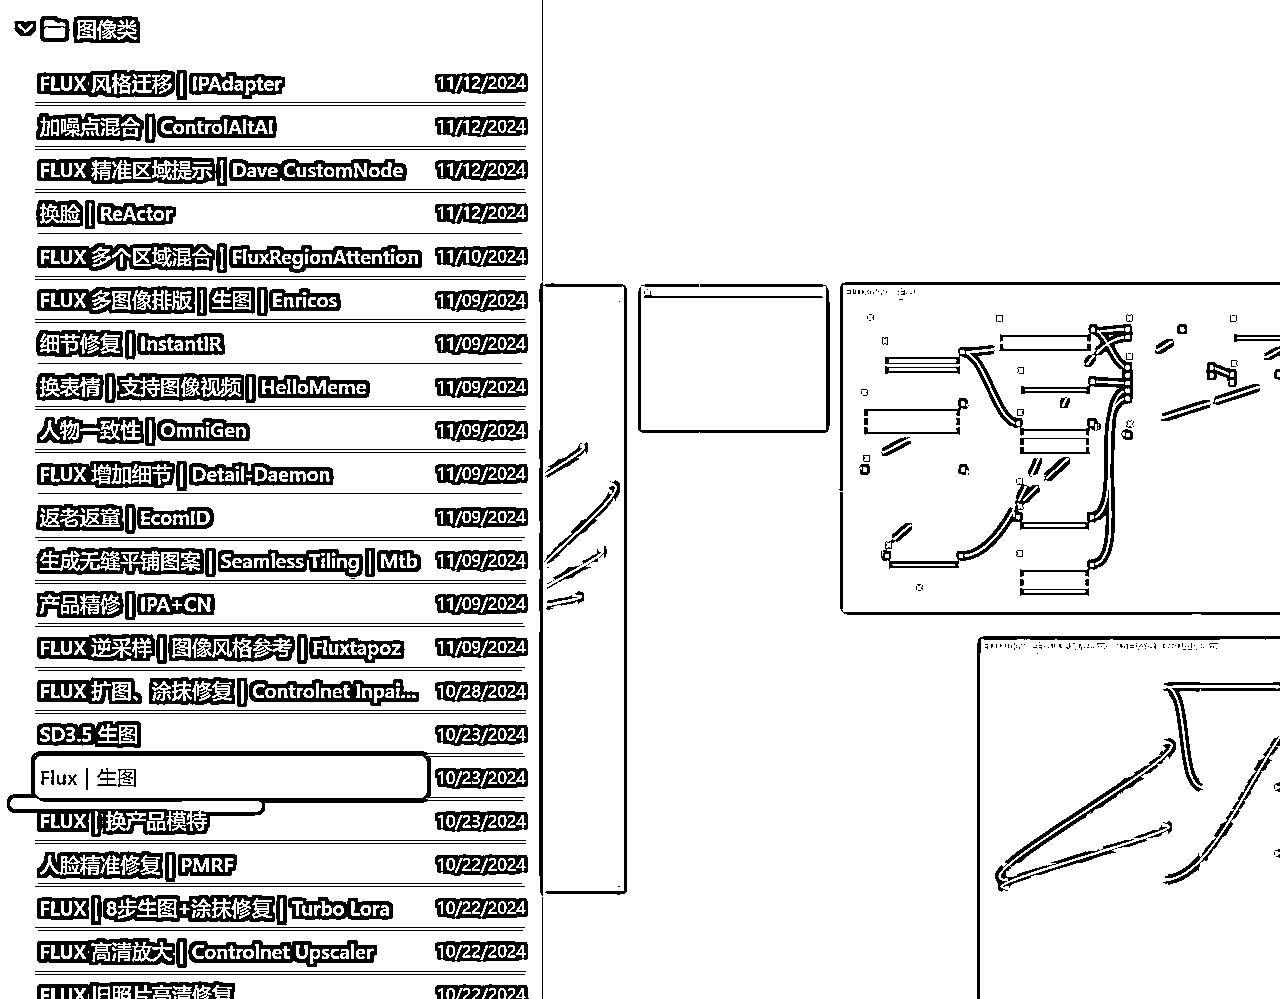 图像类
FLUX 风格迁移 | IPAdapter 11/12/2024
加噪点混合 | ControlAltAI 11/12/2024
FLUX 精准区域提示 | Dave CustomNode 11/12/2024
换脸 | ReActor 11/12/2024
FLUX 多个区域混合 | FluxRegionAttention 11/10/2024
FLUX 多图像排版 | 生图 | Enricos 11/09/2024
细节修复 | InstantIR 11/09/2024
换表情 | 支持图像视频 | HelloMeme 11/09/2024
人物一致性 | OmniGen 11/09/2024
FLUX 增加细节 | Detail-Daemon 11/09/2024
返老返童 | EcomID 11/09/2024
生成无缝平铺图案 | Seamless Tiling | Mtb 11/09/2024
产品精修 | IPA+CN 11/09/2024
FLUX 逆采样 | 图像风格参考 | Fluxtapoz 11/09/2024
FLUX 扩图、涂抹修复 | Controlnet Inpai... 10/28/2024
SD3.5 生图 10/23/2024
Flux | 生图 10/23/2024
FLUX | 换产品模特 10/23/2024
人脸精准修复 | PMRF 10/22/2024
FLUX | 8步生图+涂抹修复 | Turbo Lora 10/22/2024
FLUX 高清放大 | Controlnet Upscaler 10/22/2024
FLUX 旧照片高清修复 10/22/2024